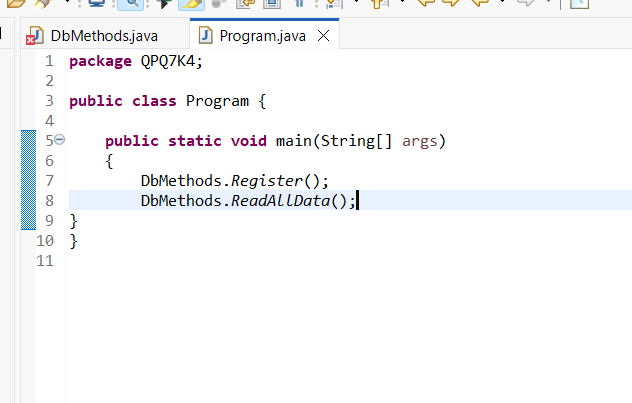 DbMethods.java
Program.java
1 package QPQ7K4;
2
3 public class Program {
4
5 public static void main(String[] args)
6 {
7 DbMethods.Register();
8 DbMethods.ReadAllData();
9 }
10 }
11